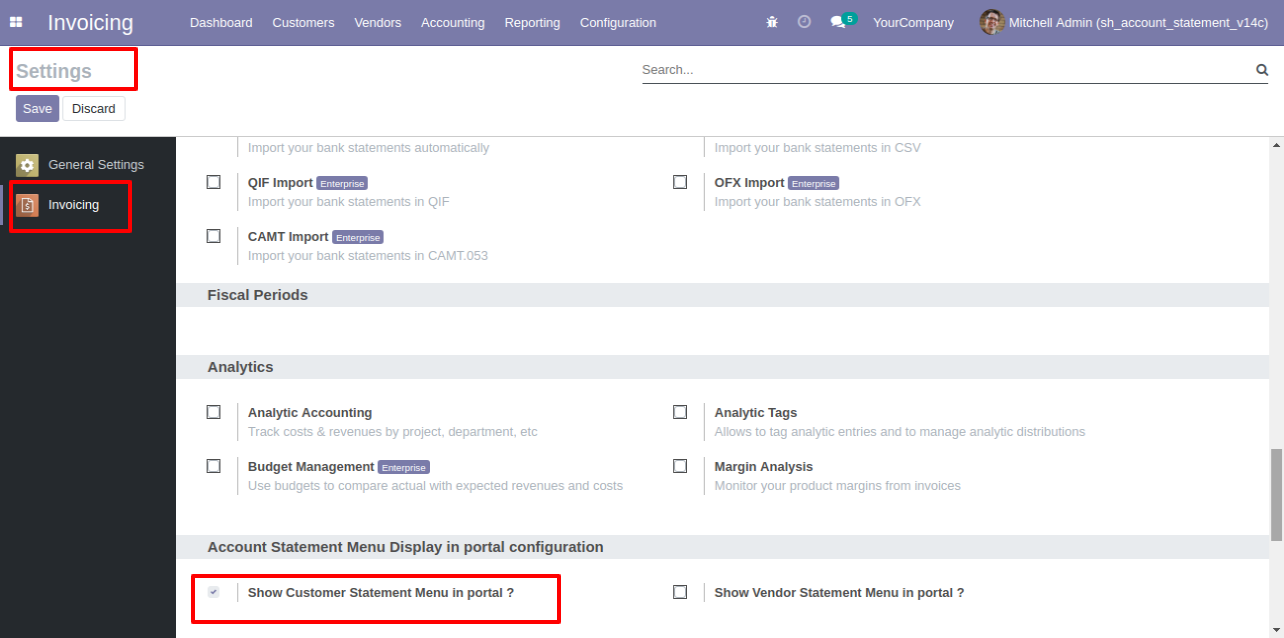 Invoicing Dashboard Customers Vendors Accounting Reporting Configuration 5 YourCompany Mitchell Admin (sh_account_statement_v14c)
Settings Search...
Save Discard
General Settings
Invoicing
Import your bank statements automatically Import your bank statements in CSV
QIF Import Enterprise OFX Import Enterprise
Import your bank statements in QIF Import your bank statements in OFX
CAMT Import Enterprise
Import your bank statements in CAMT.053
Fiscal Periods
Analytics
Analytic Accounting Analytic Tags
Track costs & revenues by project, department, etc Allows to tag analytic entries and to manage analytic distributions
Budget Management Enterprise Margin Analysis
Use budgets to compare actual with expected revenues and costs Monitor your product margins from invoices
Account Statement Menu Display in portal configuration
Show Customer Statement Menu in portal ? Show Vendor Statement Menu in portal ?